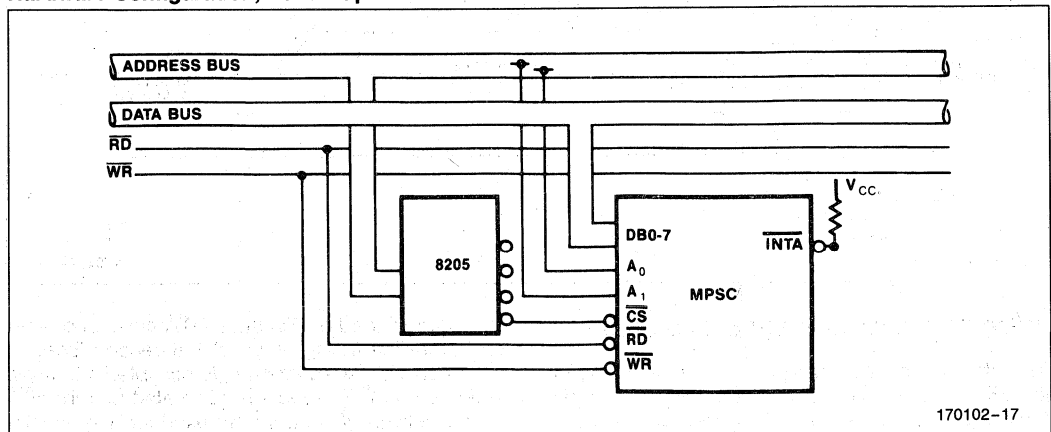 ADDRESS BUS
DATA BUS
RD
WR
VCC
DB0-7
INTA
8205
A0
A1
MPSC
CS
RD
WR
170102-17